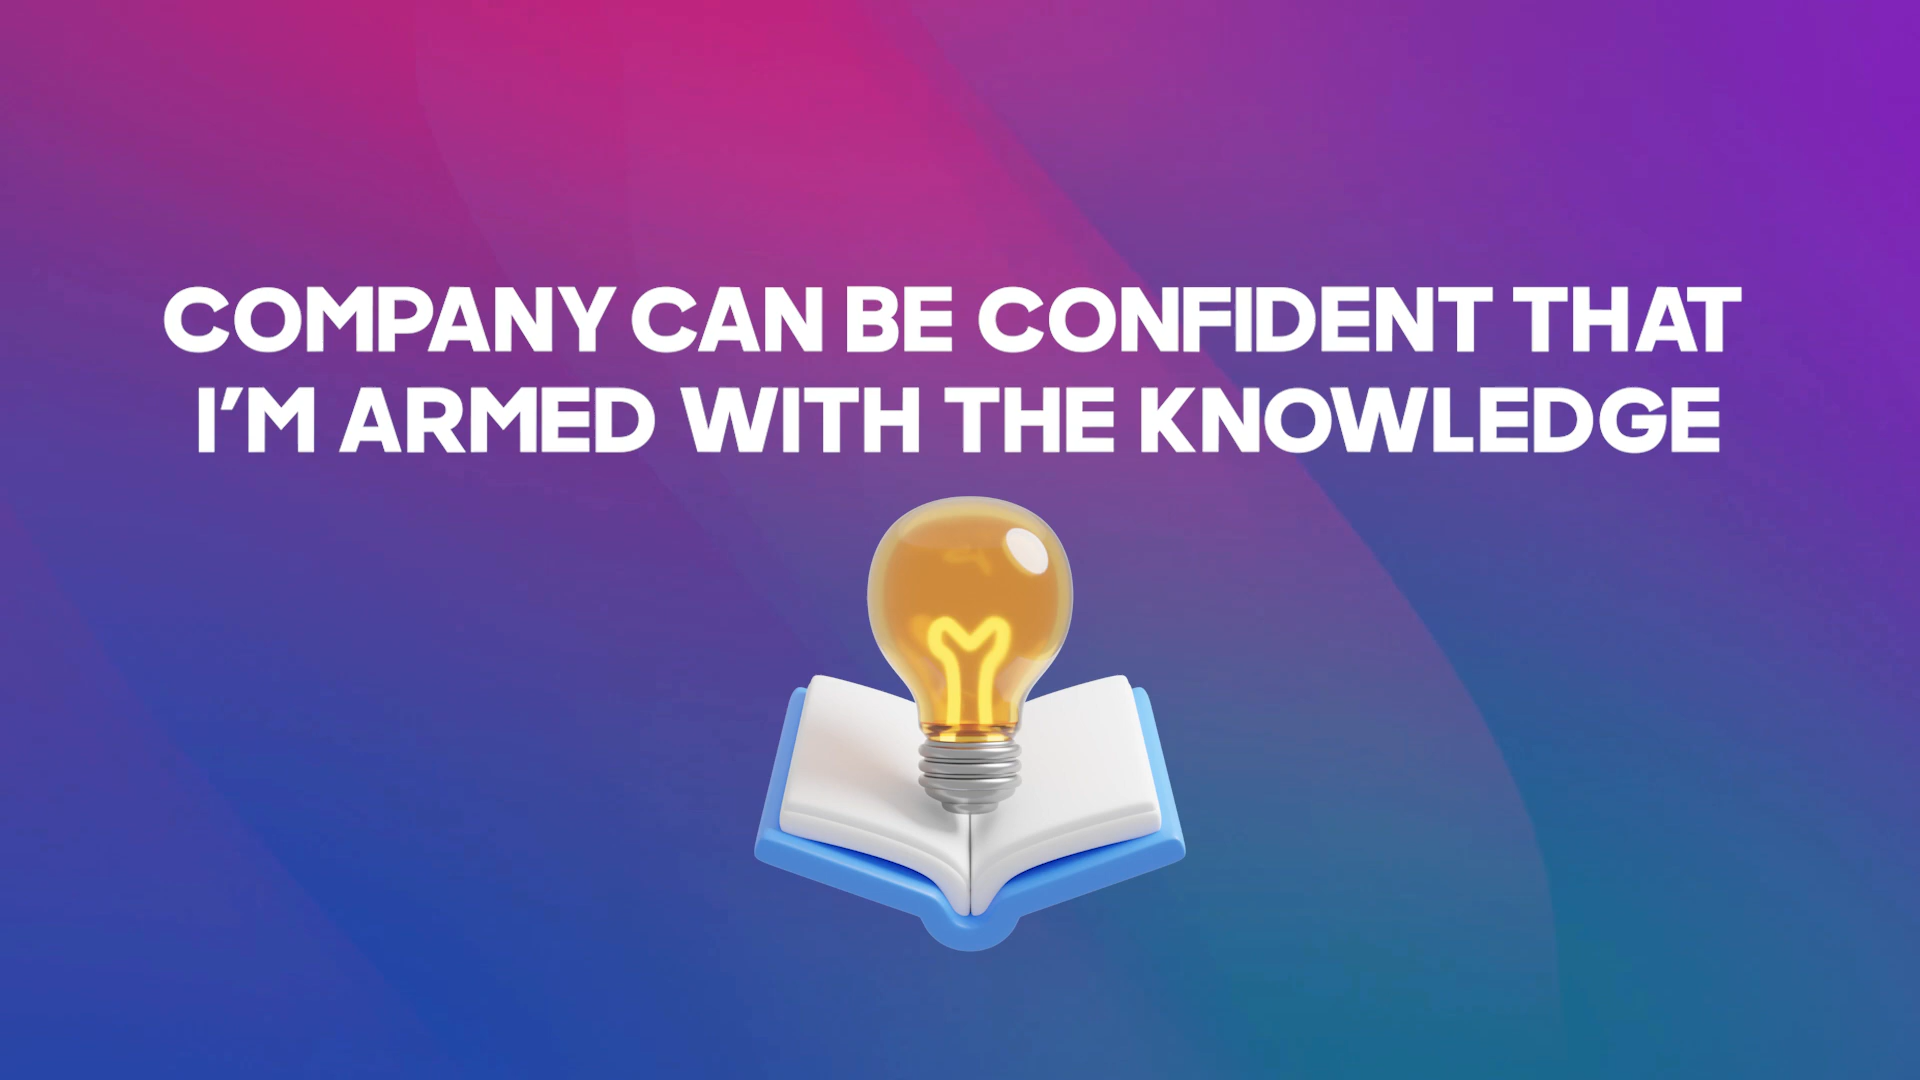 COMPANY CAN BE CONFIDENT THAT
I’M ARMED WITH THE KNOWLEDGE